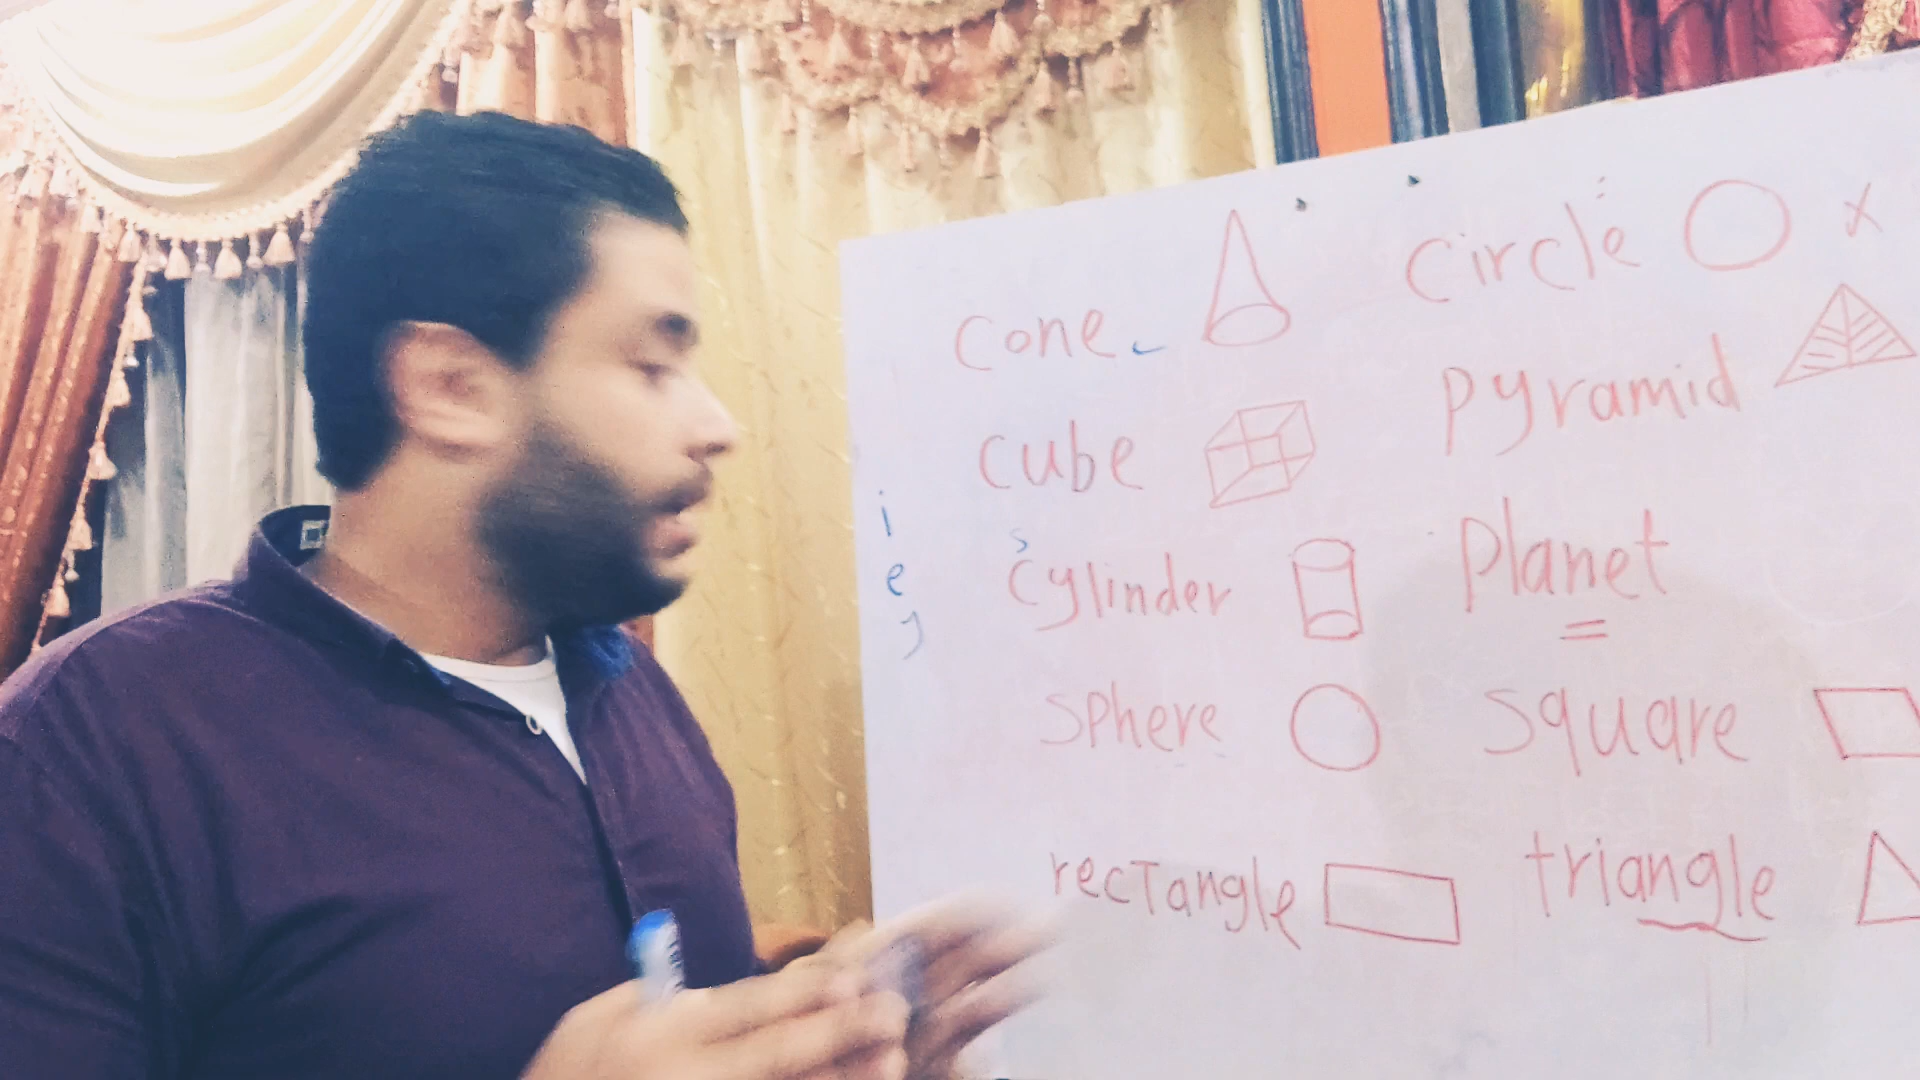 cone
circle x
cube
pyramid
i
s
e
cylinder
planet
y
sphere
square
rectangle
triangle